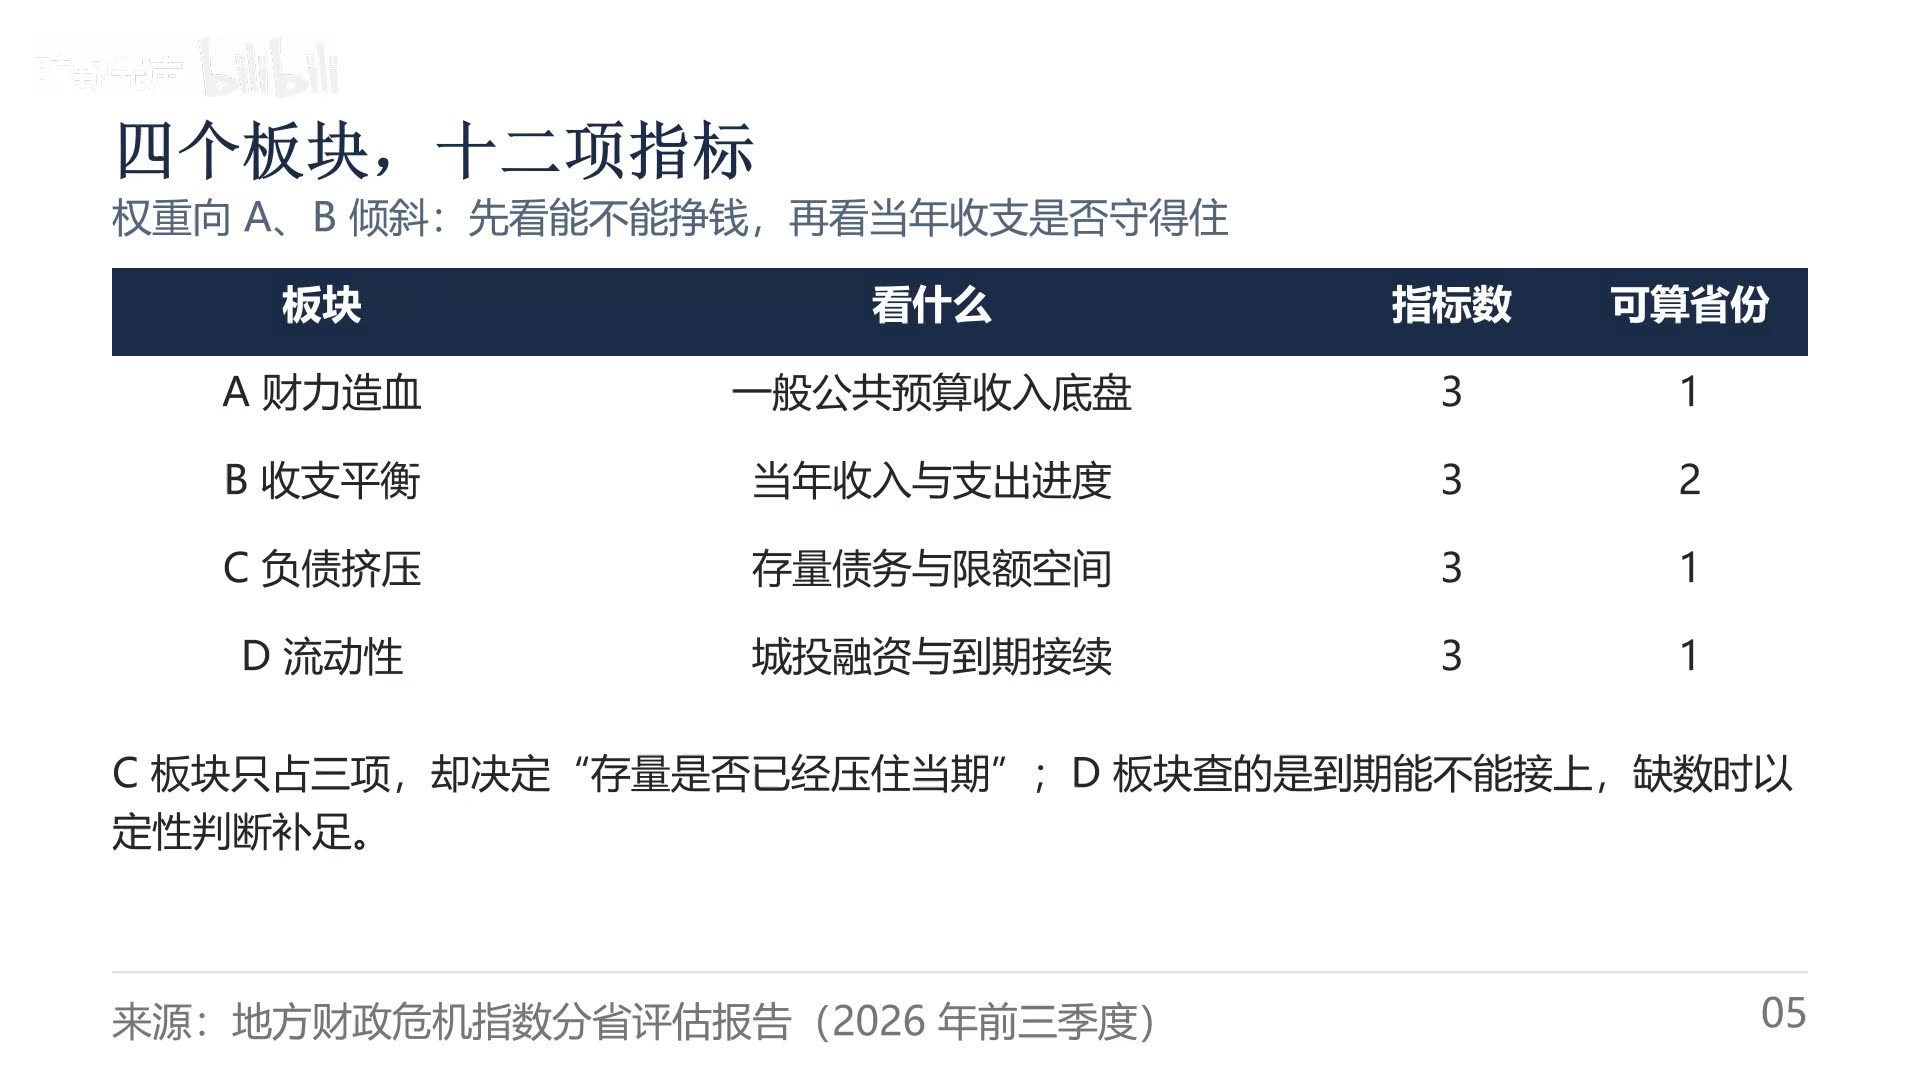 bilibili
四个板块，十二项指标
权重向 A、B 倾斜：先看能不能挣钱，再看当年收支是否守得住
板块 看什么 指标数 可算省份
A 财力造血 一般公共预算收入底盘 3 1
B 收支平衡 当年收入与支出进度 3 2
C 负债挤压 存量债务与限额空间 3 1
D 流动性 城投融资与到期接续 3 1
C 板块只占三项，却决定“存量是否已经压住当期”；D 板块查的是到期能不能接上，缺数时以
定性判断补足。
来源：地方财政危机指数分省评估报告（2026 年前三季度）
05